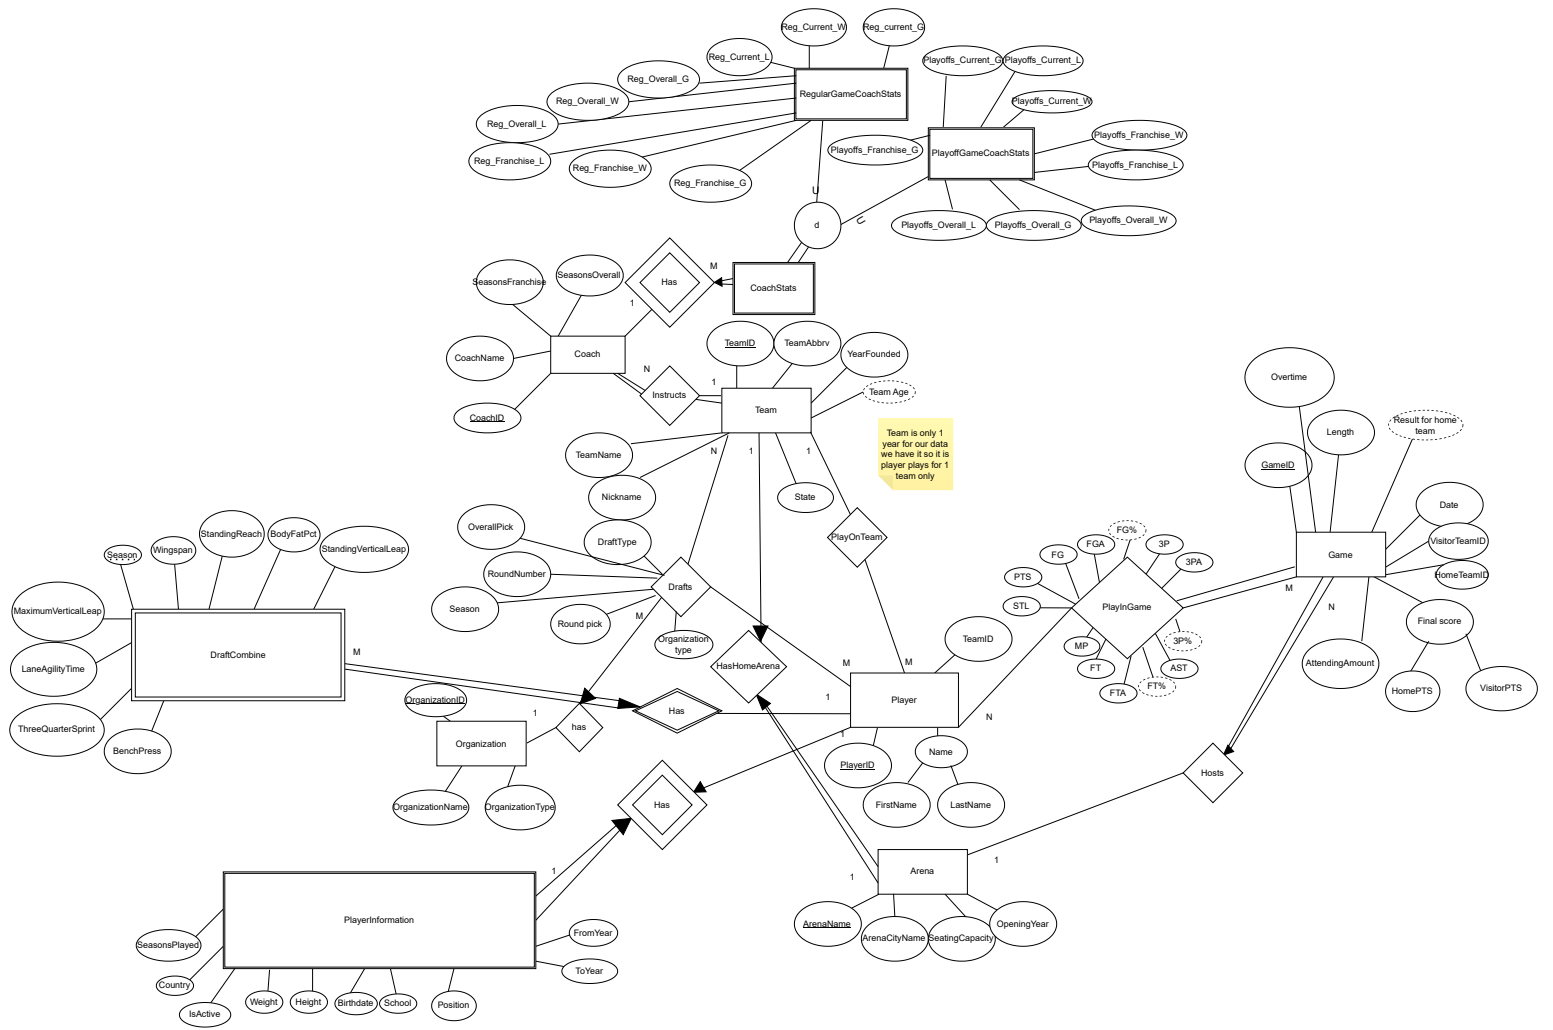 Reg_Current_W
Reg_current_G
Reg_Current_L
Playoffs_Current_G
Playoffs_Current_L
Reg_Overall_G
RegularGameCoachStats
Reg_Overall_W
Playoffs_Current_W
Reg_Overall_L
Playoffs_Franchise_W
Playoffs_Franchise_G
PlayoffGameCoachStats
Reg_Franchise_L
Reg_Franchise_W
Playoffs_Franchise_L
Reg_Franchise_G
U
U
d
Playoffs_Overall_L
Playoffs_Overall_G
Playoffs_Overall_W
SeasonsFranchise
SeasonsOverall
Has
M
CoachStats
1
TeamID
TeamAbbrv
YearFounded
CoachName
Coach
N
Instructs
1
Team
Team Age
CoachID
Team is only 1
year for our data
we have it so it is
player plays for 1
team only
TeamName
N
1
1
Nickname
State
Overtime
Length
Result for home
team
GameID
OverallPick
DraftType
PlayOnTeam
Date
VisitorTeamID
HomeTeamID
Game
Season
Wingspan
StandingReach
BodyFatPct
StandingVerticalLeap
RoundNumber
Drafts
FG
FGA
FG%
3P
3PA
PTS
STL
PlayInGame
M
N
MaximumVerticalLeap
Season
Round pick
M
Organization
type
TeamID
MP
FT
FTA
FT%
AST
3P%
Final score
LaneAgilityTime
DraftCombine
M
HasHomeArena
M
M
AttendingAmount
HomePTS
VisitorPTS
ThreeQuarterSprint
BenchPress
OrganizationID
1
has
Has
1
Player
N
Organization
1
PlayerID
Name
OrganizationName
OrganizationType
Has
FirstName
LastName
Hosts
1
1
1
Arena
PlayerInformation
ArenaName
ArenaCityName
SeatingCapacity
OpeningYear
SeasonsPlayed
FromYear
Country
ToYear
IsActive
Weight
Height
Birthdate
School
Position